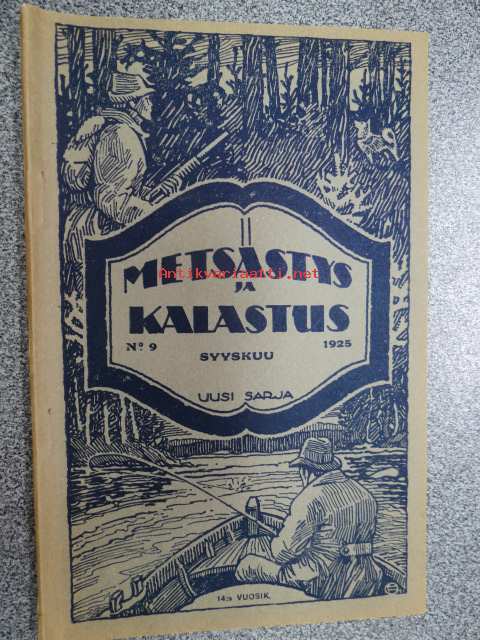 METSÄSTYS
JA
KALASTUS
Nº 9
1925
SYYSKUU
UUSI SARJA
14:s VUOSIK.
Antikvariaatti.net